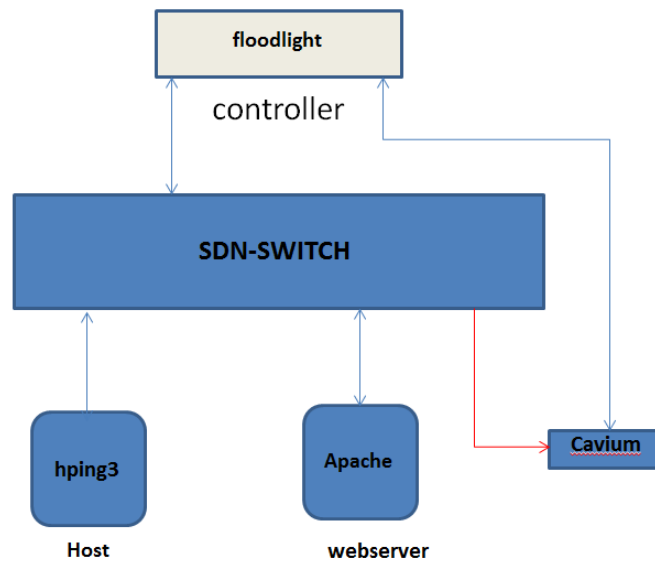 floodlight
controller
SDN-SWITCH
hping3
Apache
Cavium
Host
webserver